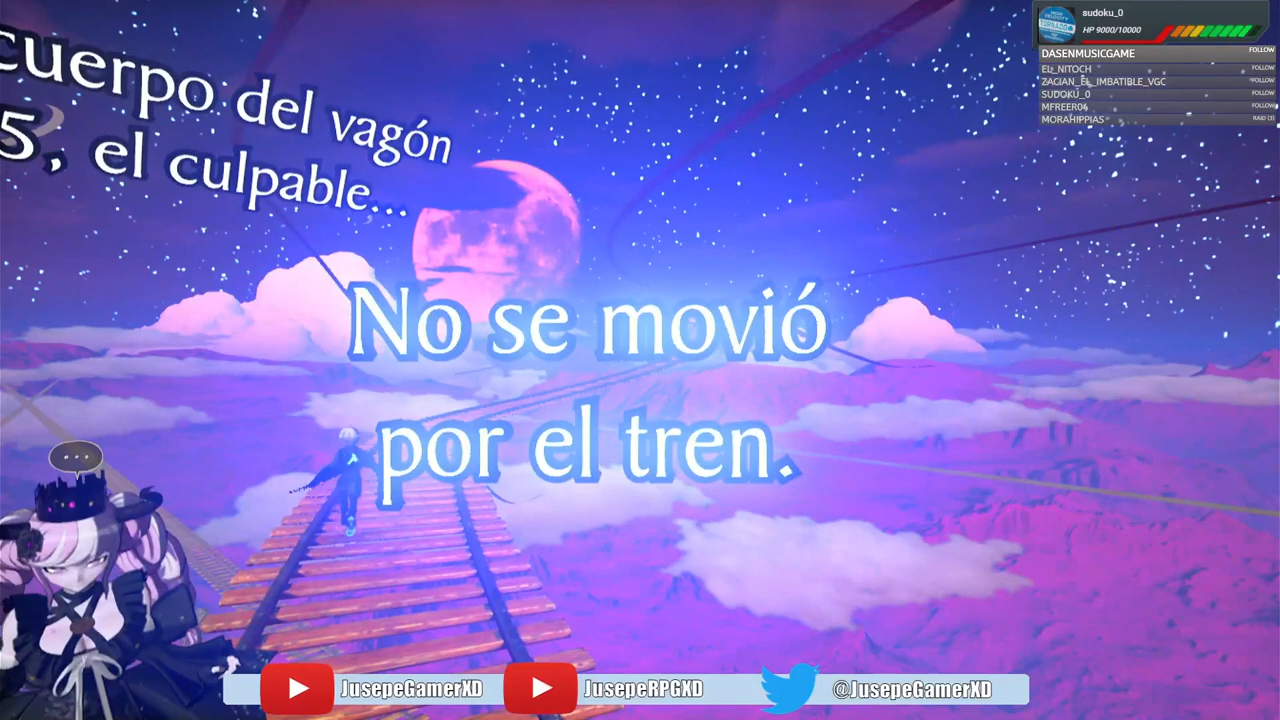 cuerpo del vagón
5, el culpable...
No se movió
por el tren.
...
sudoku_0
HP 9000/10000
DASENMUSICGAME FOLLOW
EL_NITOCH FOLLOW
ZACIAN_EL_IMBATIBLE_VGC FOLLOW
SUDOKU_0 FOLLOW
MFREER04 FOLLOW
MORAHIPPIAS RAID (3)
JusepeGamerXD JusepeRPGXD @JusepeGamerXD